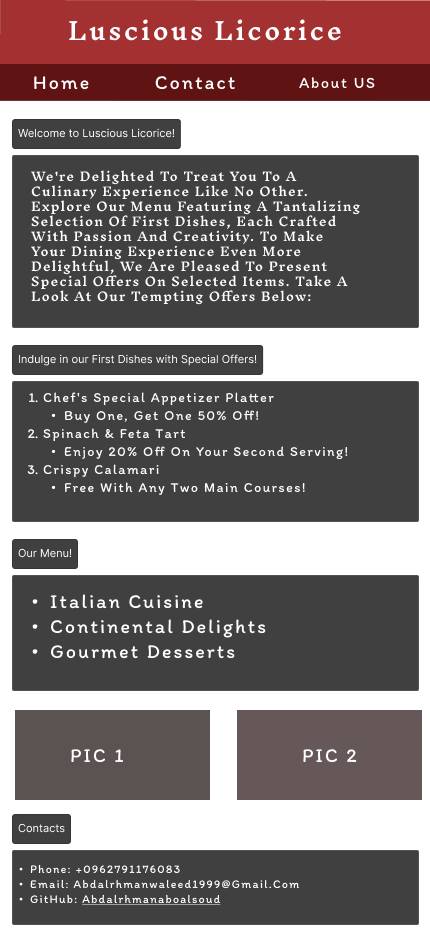 Luscious Licorice
Home Contact About US
Welcome to Luscious Licorice!
We're Delighted To Treat You To A
Culinary Experience Like No Other.
Explore Our Menu Featuring A Tantalizing
Selection Of First Dishes, Each Crafted
With Passion And Creativity. To Make
Your Dining Experience Even More
Delightful, We Are Pleased To Present
Special Offers On Selected Items. Take A
Look At Our Tempting Offers Below:
Indulge in our First Dishes with Special Offers!
1. Chef's Special Appetizer Platter
• Buy One, Get One 50% Off!
2. Spinach & Feta Tart
• Enjoy 20% Off On Your Second Serving!
3. Crispy Calamari
• Free With Any Two Main Courses!
Our Menu!
• Italian Cuisine
• Continental Delights
• Gourmet Desserts
PIC 1 PIC 2
Contacts
• Phone: +0962791176083
• Email: Abdalrhmanwaleed1999@Gmail.Com
• GitHub: Abdalrhmanaboalsoud